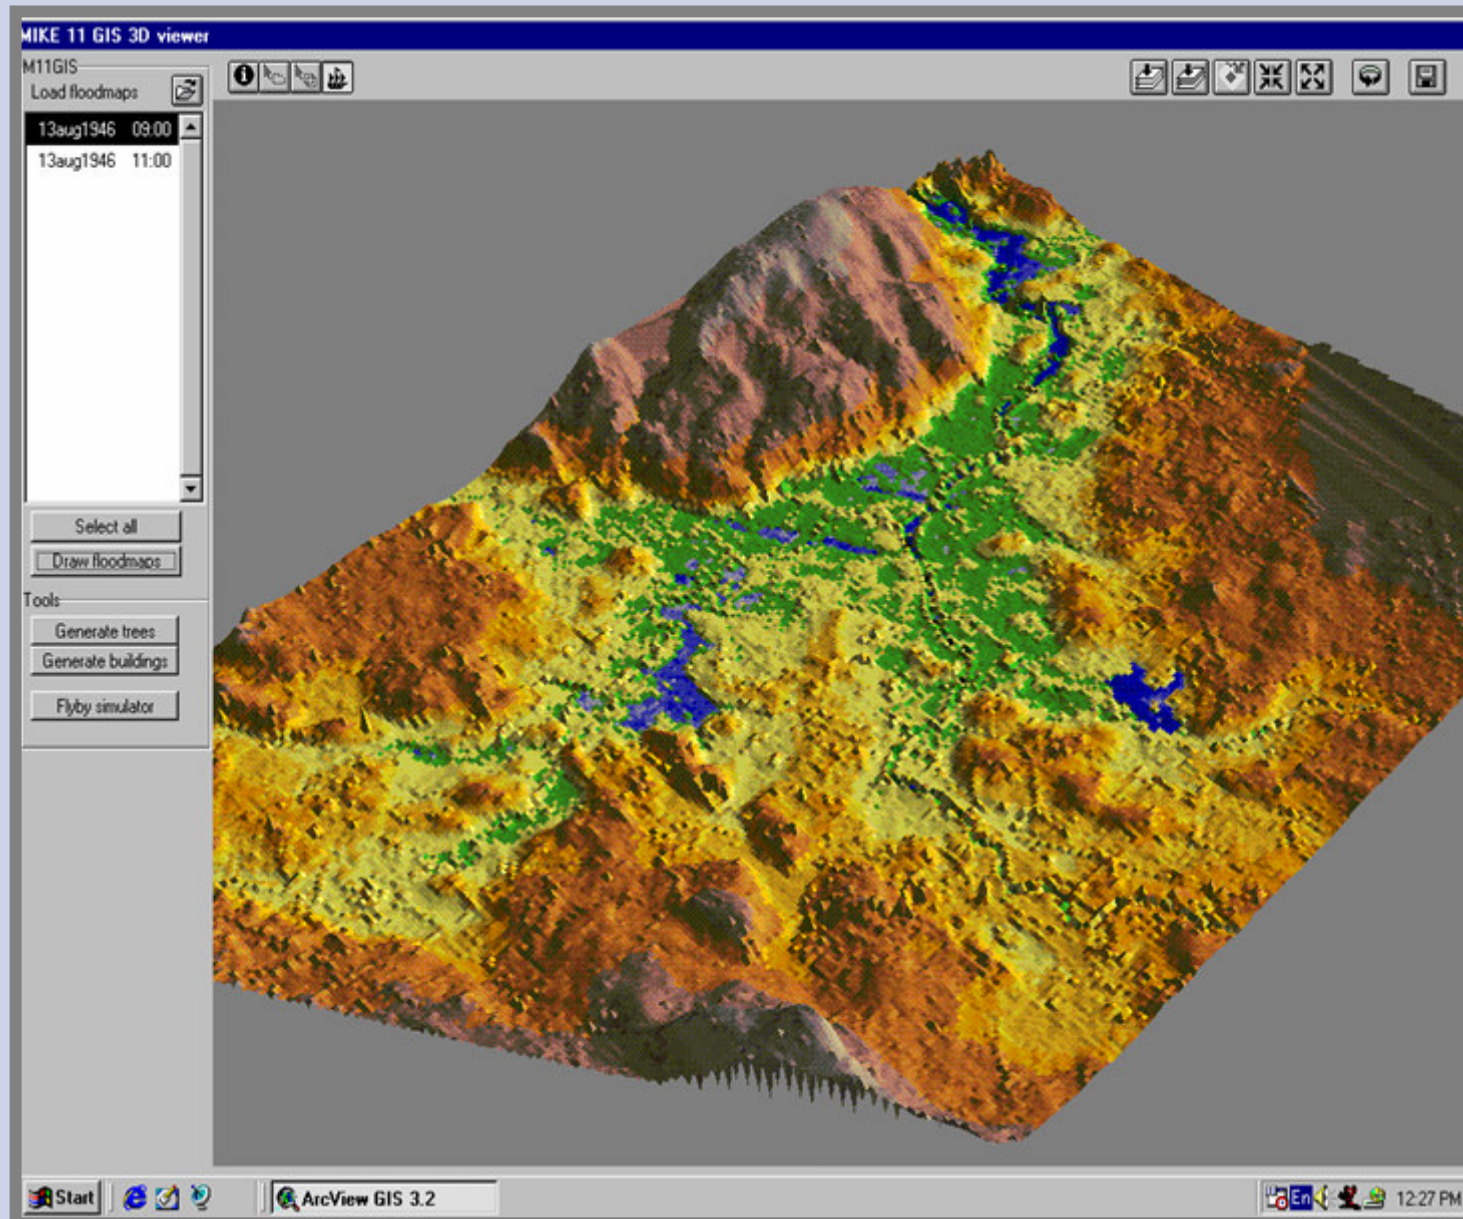 MIKE 11 GIS 3D viewer
M11GIS
Load floodmaps
13aug1946 09:00
13aug1946 11:00
Select all
Draw floodmaps
Tools
Generate trees
Generate buildings
Flyby simulator
Start
ArcView GIS 3.2
En
12:27 PM